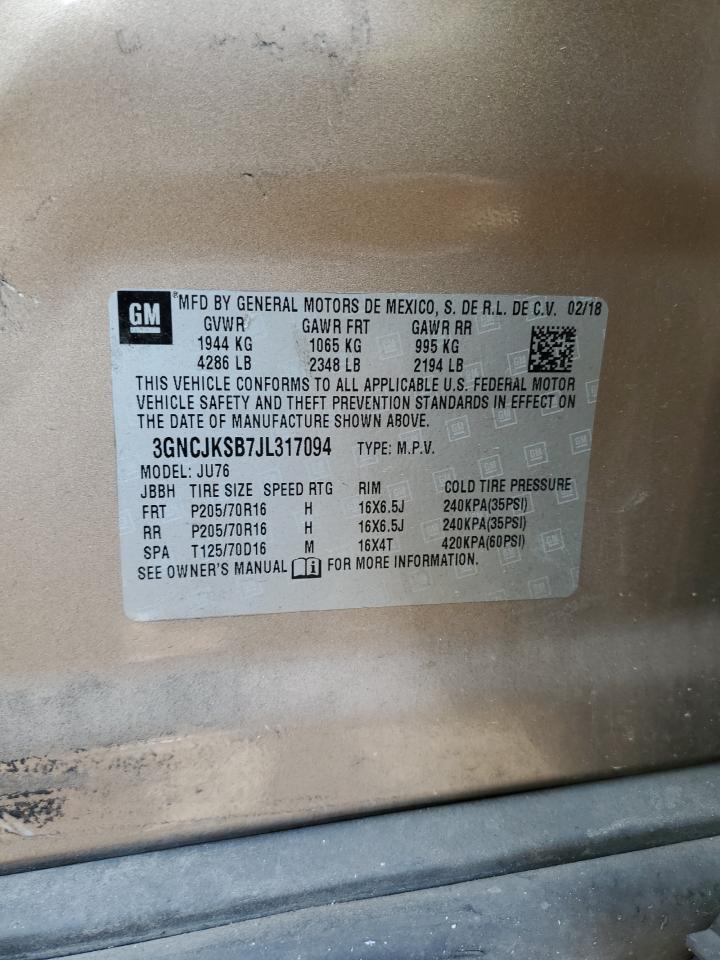 GM ®MFD BY GENERAL MOTORS DE MEXICO, S. DE R.L. DE C.V. 02/18
GVWR GAWR FRT GAWR RR
1944 KG 1065 KG 995 KG
4286 LB 2348 LB 2194 LB
THIS VEHICLE CONFORMS TO ALL APPLICABLE U.S. FEDERAL MOTOR
VEHICLE SAFETY AND THEFT PREVENTION STANDARDS IN EFFECT ON
THE DATE OF MANUFACTURE SHOWN ABOVE.
3GNCJKSB7JL317094 TYPE: M.P.V.
MODEL: JU76
JBBH TIRE SIZE SPEED RTG RIM COLD TIRE PRESSURE
FRT P205/70R16 H 16X6.5J 240KPA(35PSI)
RR P205/70R16 H 16X6.5J 240KPA(35PSI)
SPA T125/70D16 M 16X4T 420KPA(60PSI)
SEE OWNER'S MANUAL i FOR MORE INFORMATION.